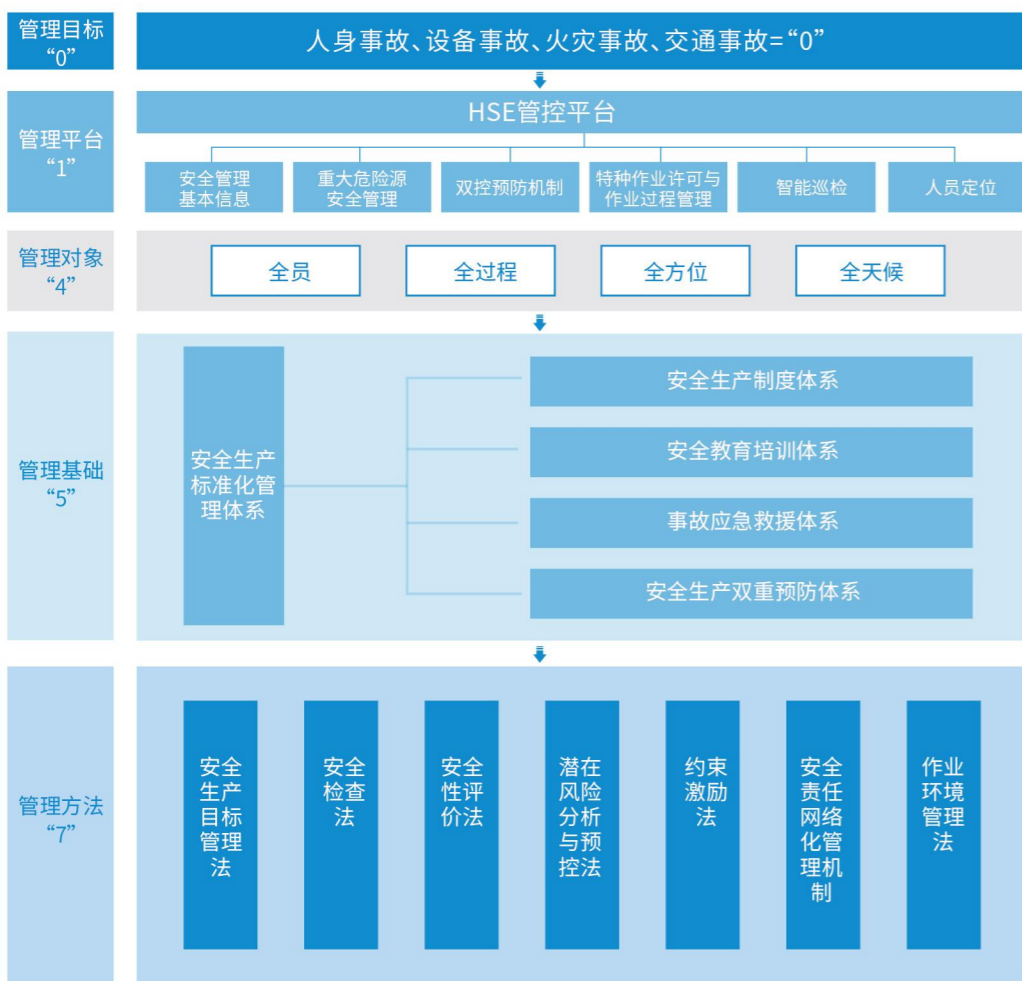 管理目标
“0”
人身事故、设备事故、火灾事故、交通事故=“0”
管理平台
“1”
HSE管控平台
安全管理
基本信息
重大危险源
安全管理
双控预防机制
特种作业许可与
作业过程管理
智能巡检
人员定位
管理对象
“4”
全员
全过程
全方位
全天候
管理基础
“5”
安全生产
标准化管
理体系
安全生产制度体系
安全教育培训体系
事故应急救援体系
安全生产双重预防体系
管理方法
“7”
安全
生产
目标
管理
法
安全
检查
法
安全
性评
价法
潜在
风险
分析
与预
控法
约束
激励
法
安全
责任
网络
化管
理机
制
作业
环境
管理
法